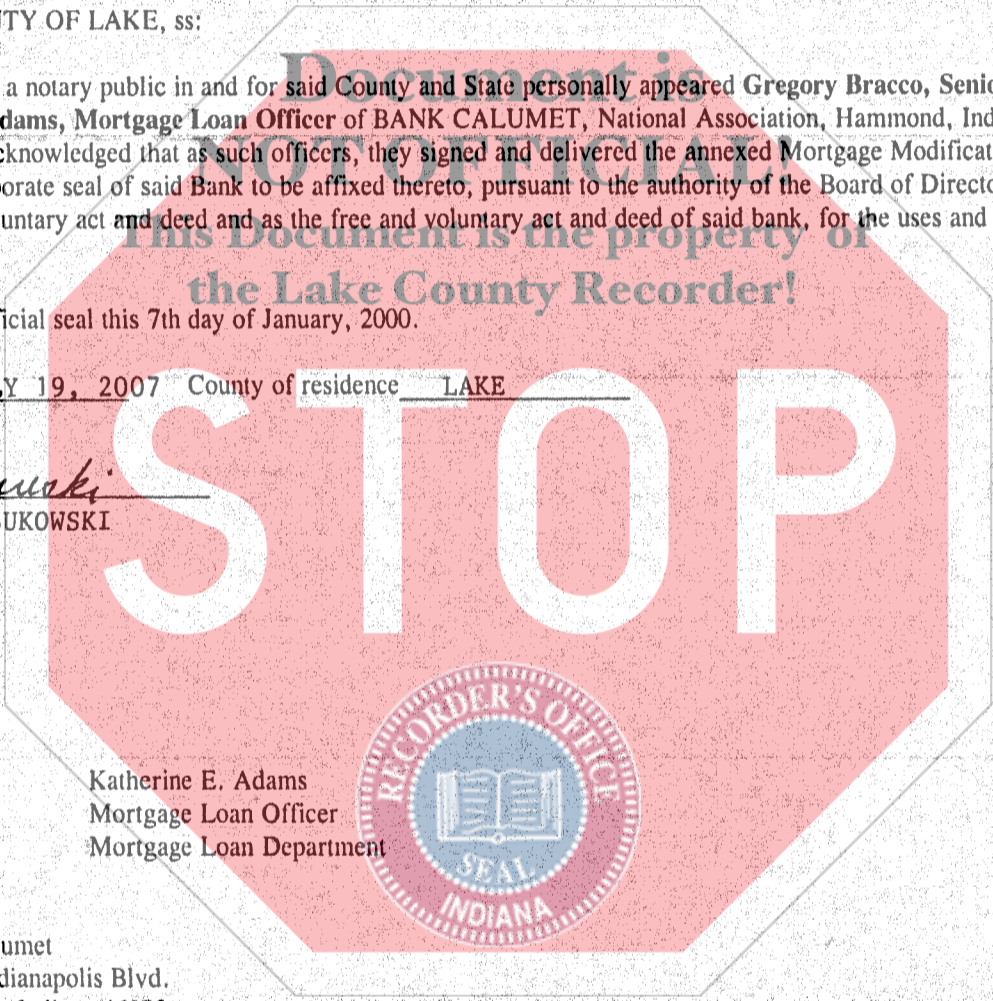 TY OF LAKE, ss:
Document is
a notary public in and for said County and State personally appeared Gregory Bracco, Senio
dams, Mortgage Loan Officer of BANK CALUMET, National Association, Hammond, Ind
cknowledged that as such officers, they signed and delivered the annexed Mortgage Modificat
NOT OFFICIAL!
orate seal of said Bank to be affixed thereto, pursuant to the authority of the Board of Directo
untary act and deed and as the free and voluntary act and deed of said bank, for the uses and
This Document is the property of
the Lake County Recorder!
icial seal this 7th day of January, 2000.
Y 19, 2007 County of residence LAKE
STOP
UKOWSKI
RECORDER'S OFFICE
SEAL
INDIANA
Katherine E. Adams
Mortgage Loan Officer
Mortgage Loan Department
umet
dianapolis Blvd.